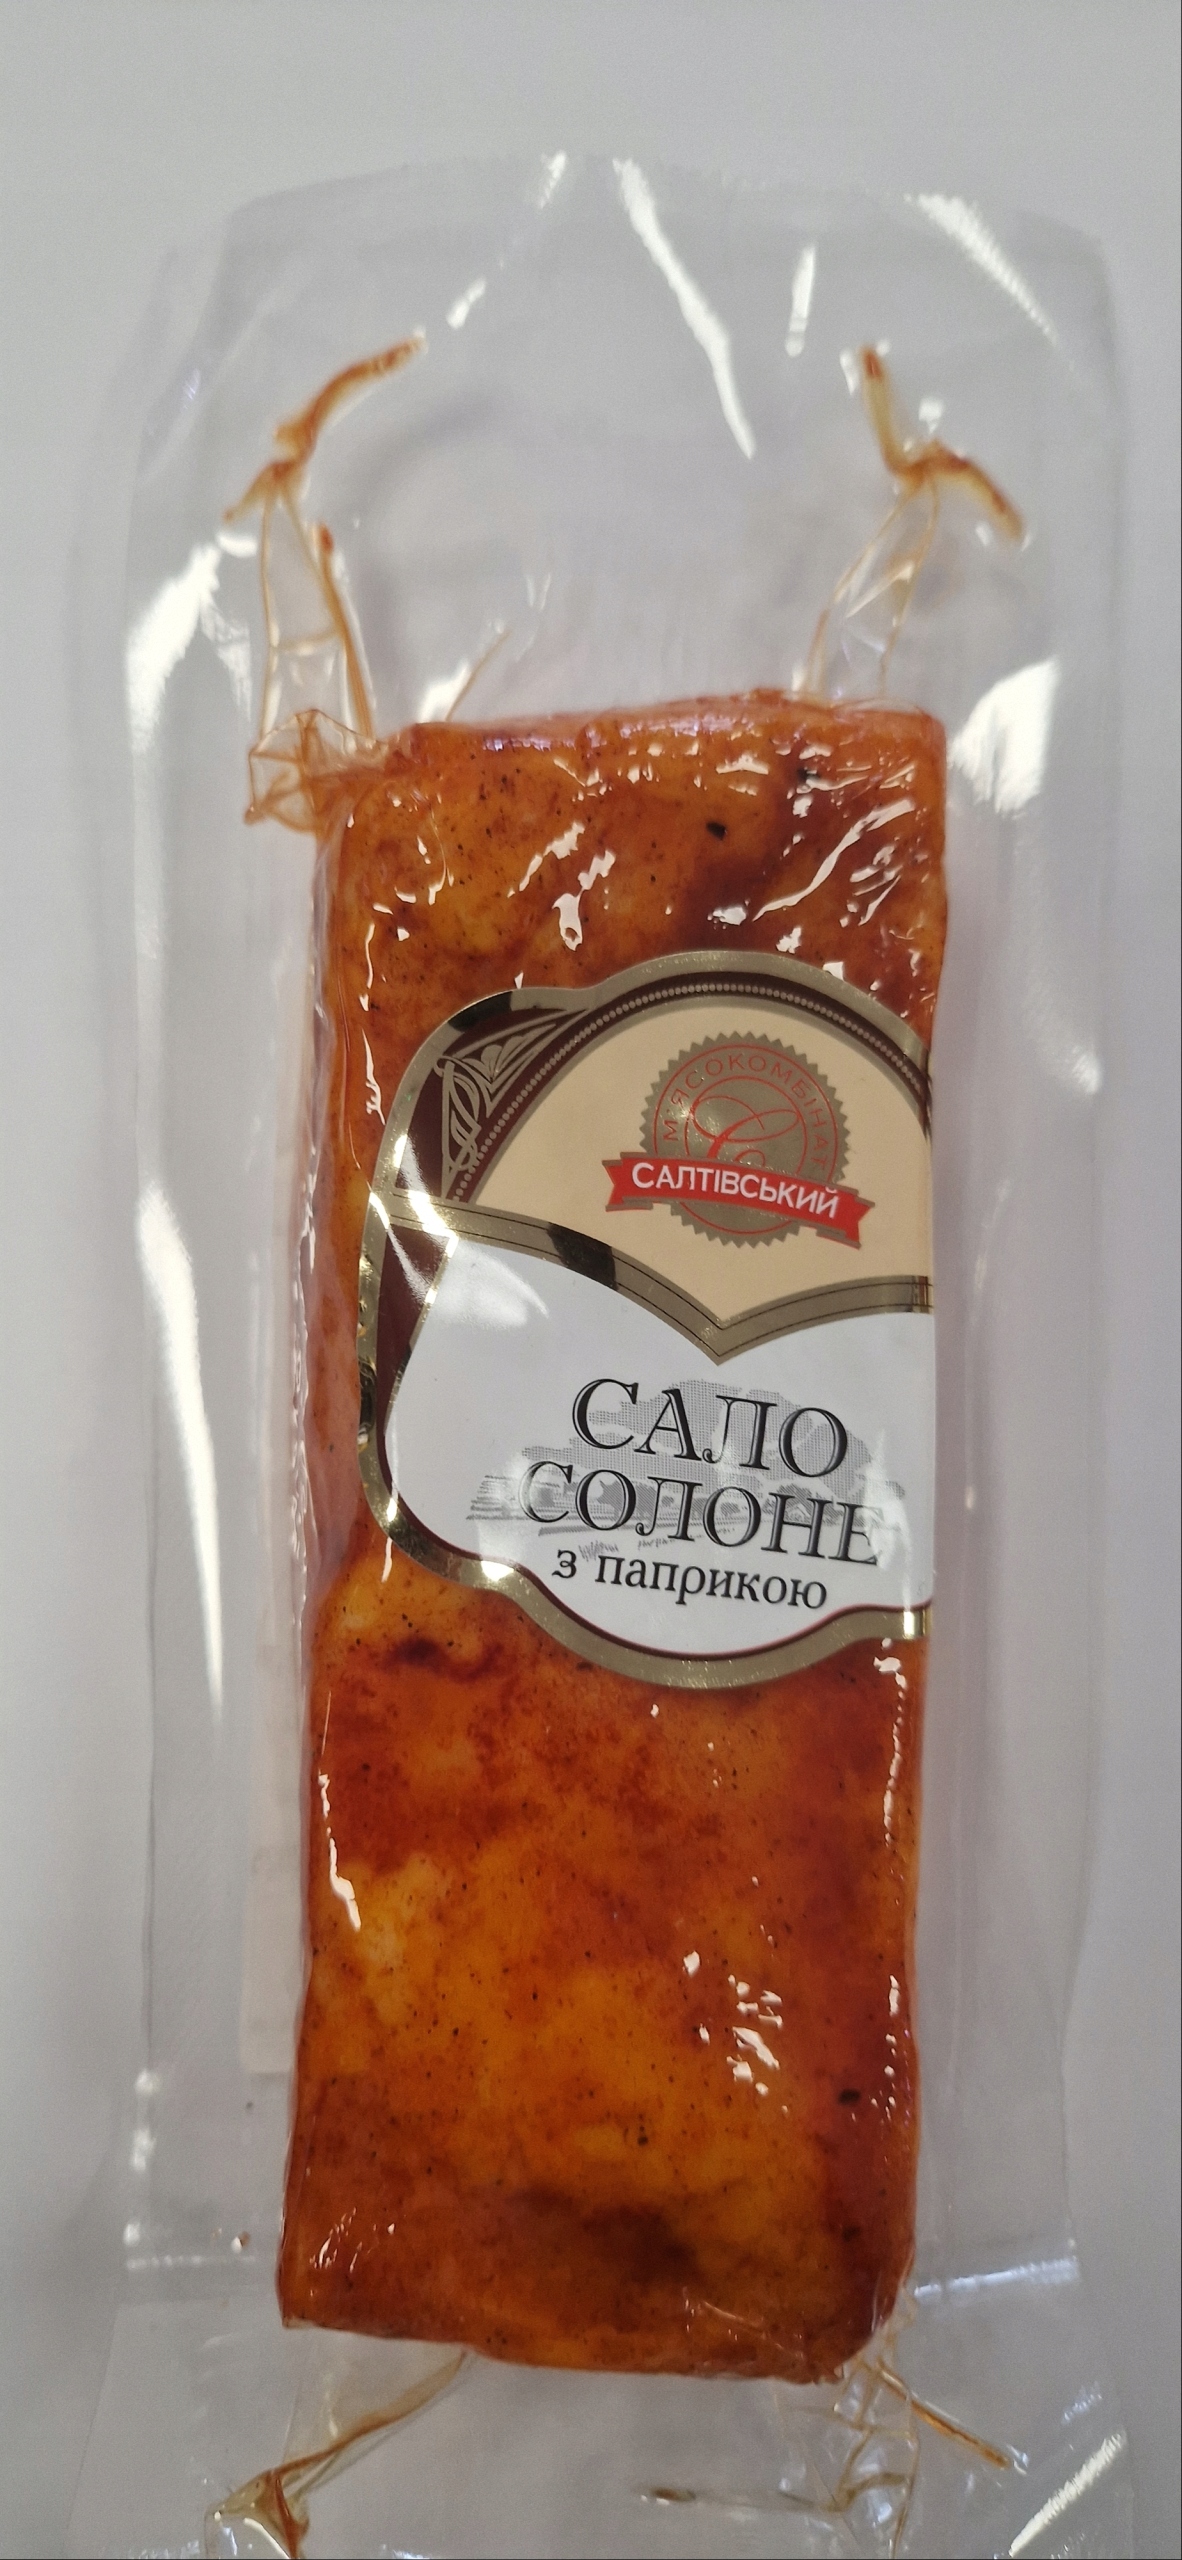 М'ЯСОКОМБІНАТ
САЛТІВСЬКИЙ
САЛО
СОЛОНЕ
з паприкою